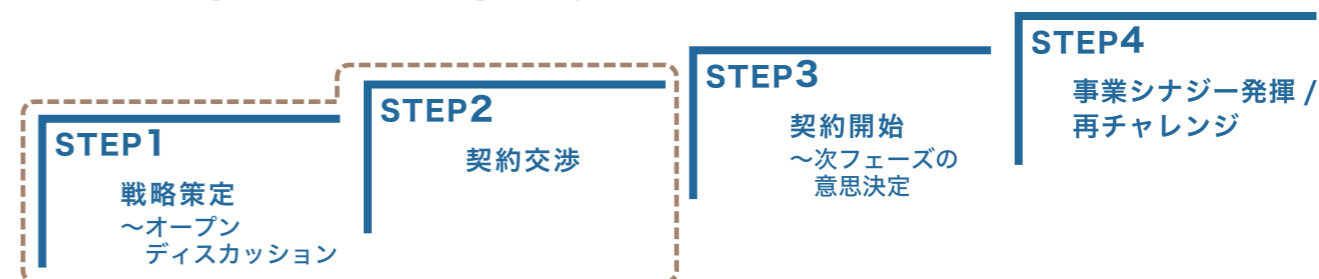 STEP1
戦略策定
～オープン
ディスカッション
STEP2
契約交渉
STEP3
契約開始
～次フェーズの
意思決定
STEP4
事業シナジー発揮 /
再チャレンジ